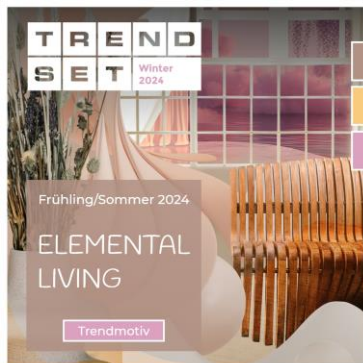 TREND
SET
Winter
2024
Frühling/Sommer 2024
ELEMENTAL
LIVING
Trendmotiv